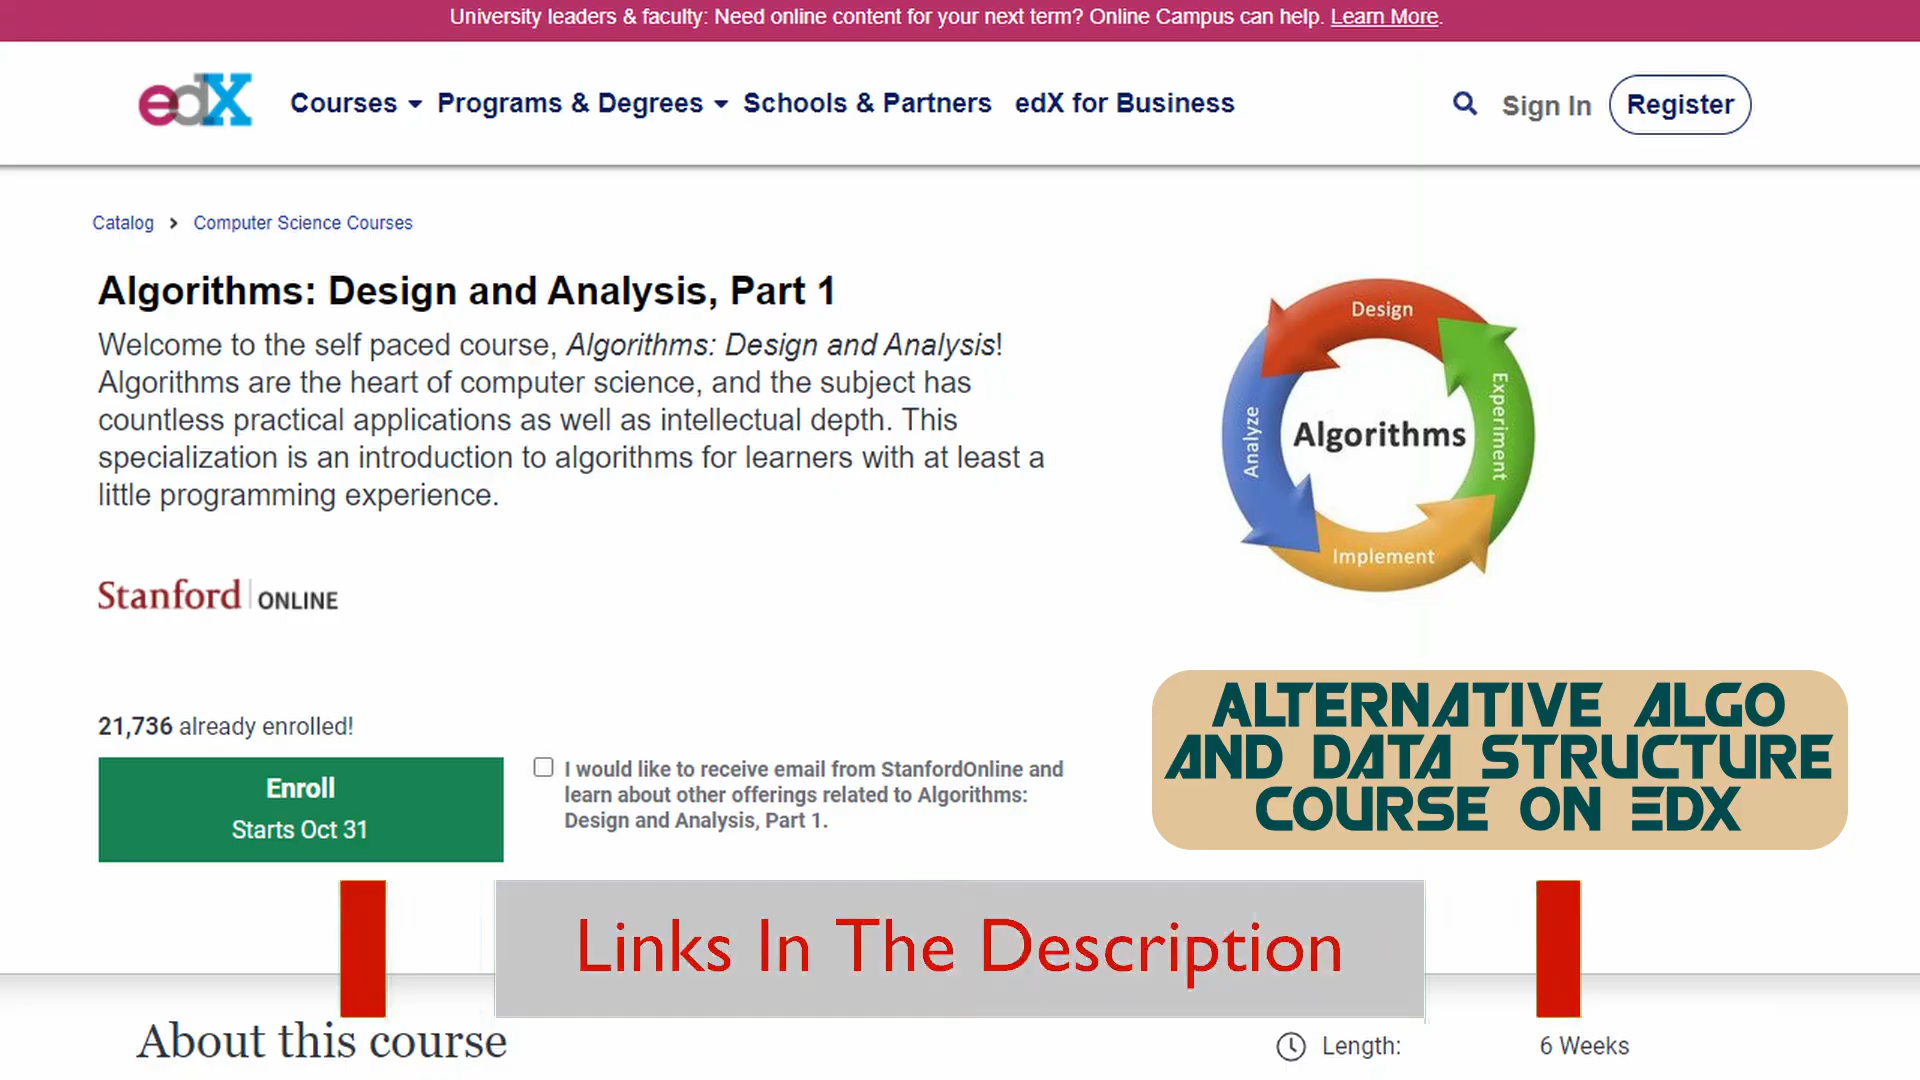 University leaders & faculty: Need online content for your next term? Online Campus can help. Learn More.
edX
Courses
Programs & Degrees
Schools & Partners
edX for Business
Sign In
Register
Catalog > Computer Science Courses
Algorithms: Design and Analysis, Part 1
Welcome to the self paced course, Algorithms: Design and Analysis!
Algorithms are the heart of computer science, and the subject has
countless practical applications as well as intellectual depth. This
specialization is an introduction to algorithms for learners with at least a
little programming experience.
Design
Experiment
Analyze
Algorithms
Implement
Stanford | ONLINE
21,736 already enrolled!
Enroll
Starts Oct 31
I would like to receive email from StanfordOnline and
learn about other offerings related to Algorithms:
Design and Analysis, Part 1.
ALTERNATIVE ALGO
AND DATA STRUCTURE
COURSE ON EDX
Links In The Description
About this course
Length:
6 Weeks